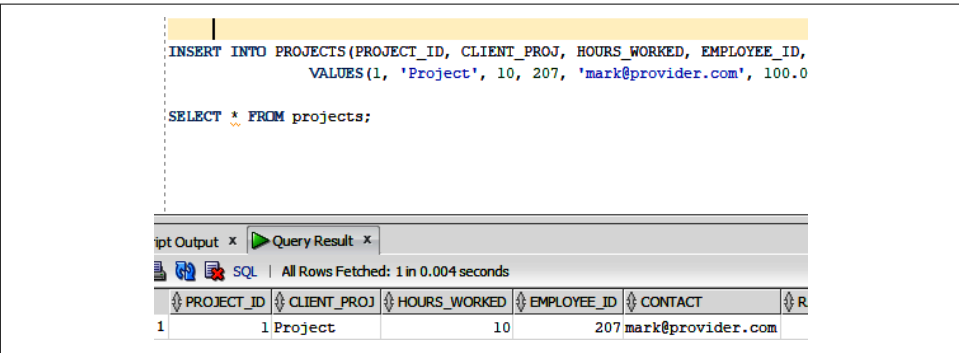 INSERT INTO PROJECTS(PROJECT_ID, CLIENT_PROJ, HOURS_WORKED, EMPLOYEE_ID,
VALUES(1, 'Project', 10, 207, 'mark@provider.com', 100.0
SELECT * FROM projects;
ipt Output x Query Result x
SQL | All Rows Fetched: 1 in 0.004 seconds
PROJECT_ID CLIENT_PROJ HOURS_WORKED EMPLOYEE_ID CONTACT R
1 1 Project 10 207 mark@provider.com